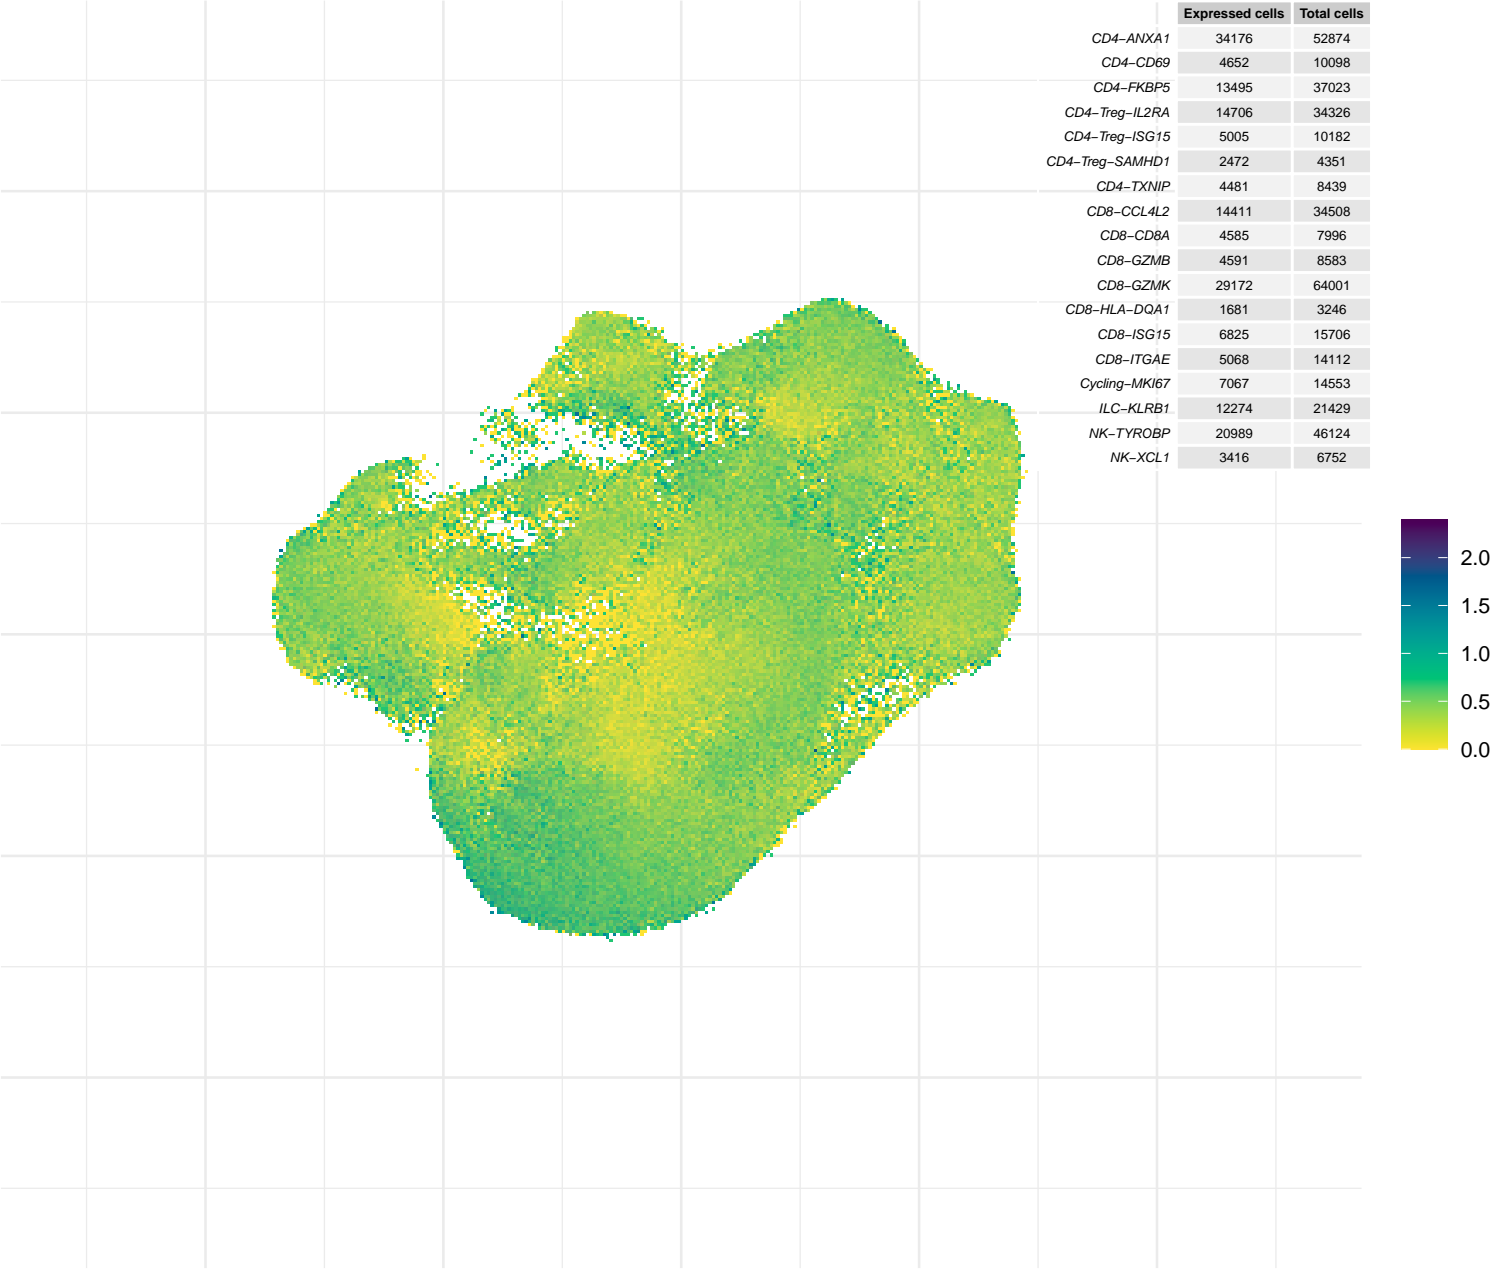 Expressed cells Total cells
CD4−ANXA1 34176 52874
CD4−CD69 4652 10098
CD4−FKBP5 13495 37023
CD4−Treg−IL2RA 14706 34326
CD4−Treg−ISG15 5005 10182
CD4−Treg−SAMHD1 2472 4351
CD4−TXNIP 4481 8439
CD8−CCL4L2 14411 34508
CD8−CD8A 4585 7996
CD8−GZMB 4591 8583
CD8−GZMK 29172 64001
CD8−HLA−DQA1 1681 3246
CD8−ISG15 6825 15706
CD8−ITGAE 5068 14112
Cycling−MKI67 7067 14553
ILC−KLRB1 12274 21429
NK−TYROBP 20989 46124
NK−XCL1 3416 6752
2.0
1.5
1.0
0.5
0.0